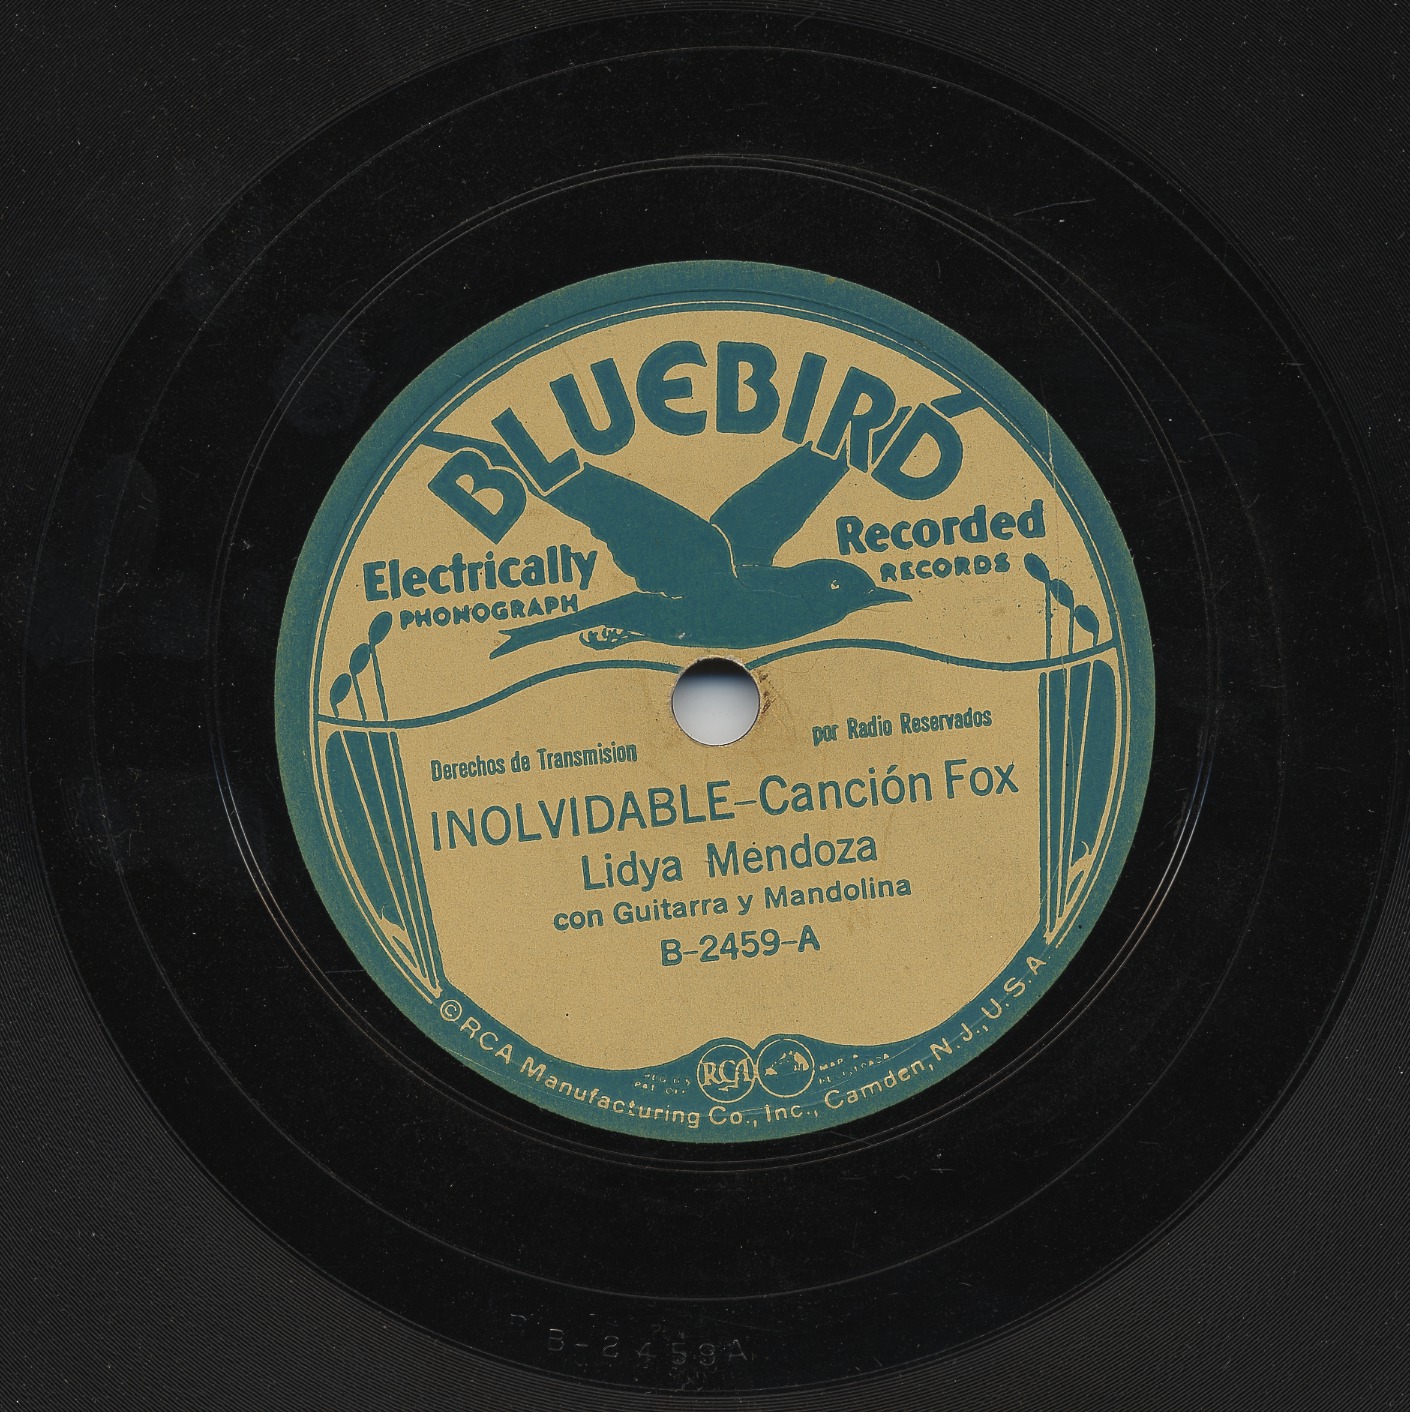 BLUEBIRD
Electrically Recorded
PHONOGRAPH RECORDS
Derechos de Transmision por Radio Reservados
INOLVIDABLE–Canción Fox
Lidya Mendoza
con Guitarra y Mandolina
B–2459–A
RCA
©RCA Manufacturing Co., Inc., Camden, N.J., U.S.A.
B-2459A